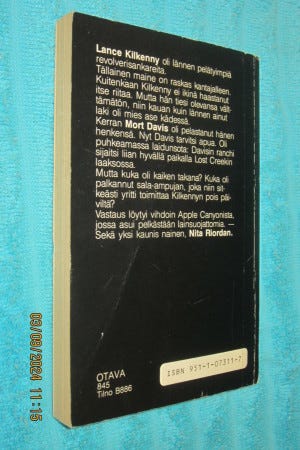 Lance Kilkenny oli lännen pelätyimpiä
revolverisankareita.
Tällainen maine on raskas kantajalleen.
Kuitenkaan Kilkenny ei ikinä haastanut
itse riitaa. Mutta hän tiesi olevansa vält-
tämätön, niin kauan kuin lännen ainut
laki oli mies ase kädessä.
Kerran Mort Davis oli pelastanut hänen
henkensä. Nyt Davis tarvitsi apua. Oli
puhkeamassa laidunsota: Davisin ranchi
sijaitsi liian hyvällä paikalla Lost Creekin
laaksossa.
Mutta kuka oli kaiken takana? Kuka oli
palkannut sala-ampujan, joka niin sit-
keästi yritti toimittaa Kilkennyn pois päi-
viltä?
Vastaus löytyi vihdoin Apple Canyonista,
jossa asui pelkästään lainsuojattomia. —
Sekä yksi kaunis nainen, Nita Riordan.
OTAVA
845
Tilno B886
ISBN 951-1-07311-7
03/09/2024 11:15